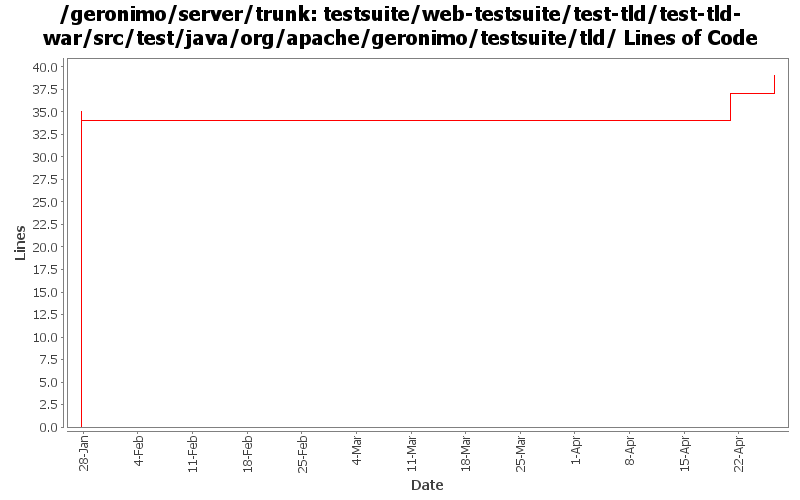 /geronimo/server/trunk: testsuite/web-testsuite/test-tld/test-tld-
war/src/test/java/org/apache/geronimo/testsuite/tld/ Lines of Code
40.0
37.5
35.0
32.5
30.0
27.5
25.0
22.5
20.0
17.5
15.0
12.5
10.0
7.5
5.0
2.5
0.0
Lines
28-Jan
4-Feb
11-Feb
18-Feb
25-Feb
4-Mar
11-Mar
18-Mar
25-Mar
1-Apr
8-Apr
15-Apr
22-Apr
Date